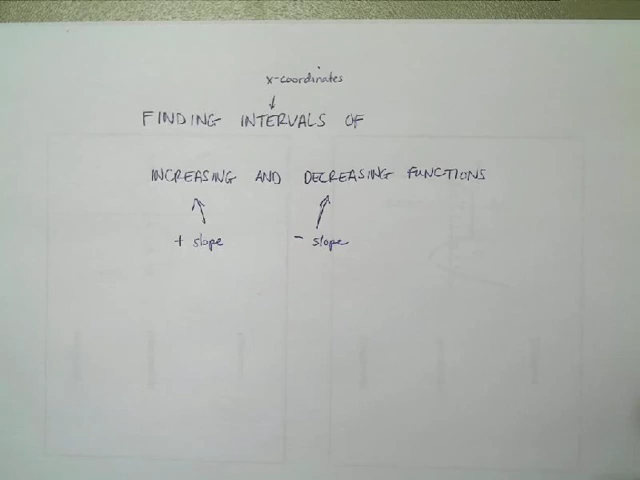 x-coordinates
↓
FINDING INTERVALS OF
INCREASING AND DECREASING FUNCTIONS
+ slope - slope